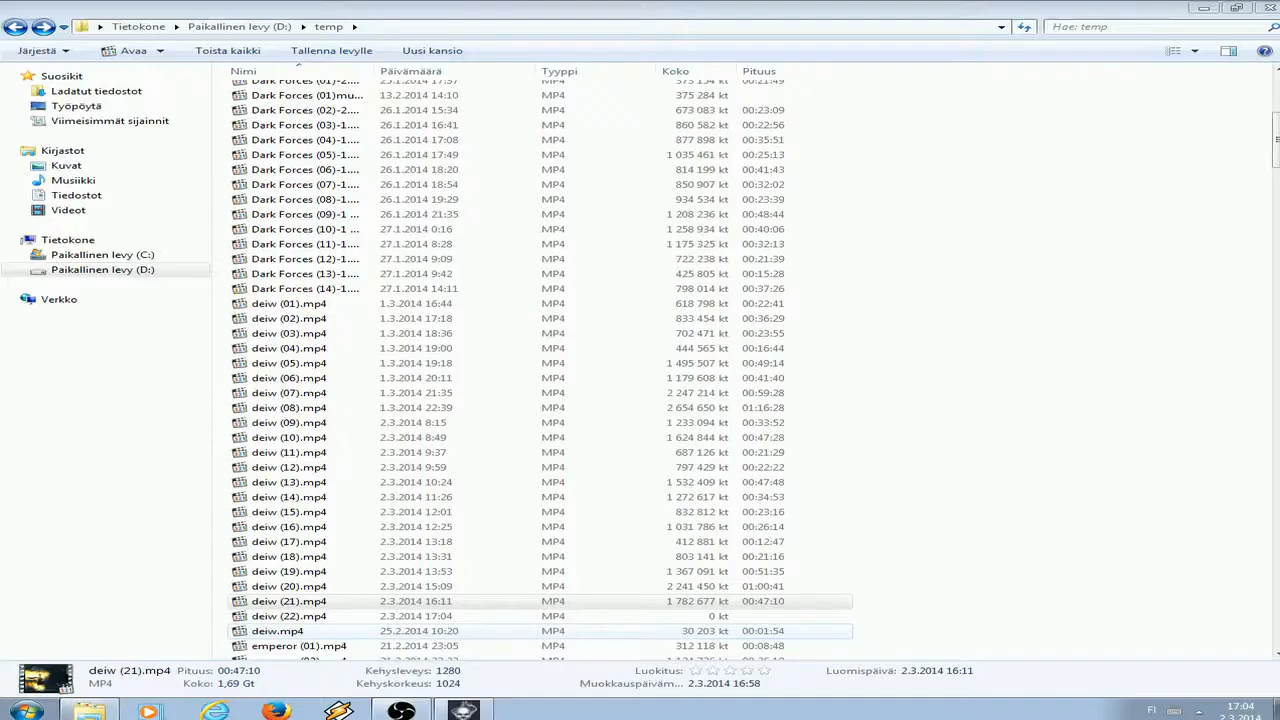 Tietokone Paikallinen levy (D:) temp Hae: temp
Järjestä Avaa Toista kaikki Tallenna levylle Uusi kansio
Suosikit
Ladatut tiedostot
Työpöytä
Viimeisimmät sijainnit
Kirjastot
Kuvat
Musiikki
Tiedostot
Videot
Tietokone
Paikallinen levy (C:)
Paikallinen levy (D:)
Verkko
Nimi Päivämäärä Tyyppi Koko Pituus
Dark Forces (01)-2.... 25.1.2014 17:57 MP4 375 154 kt 00:21:49
Dark Forces (01)mu... 13.2.2014 14:10 MP4 375 284 kt
Dark Forces (02)-2.... 26.1.2014 15:34 MP4 673 083 kt 00:23:09
Dark Forces (03)-1.... 26.1.2014 16:41 MP4 860 582 kt 00:22:56
Dark Forces (04)-1.... 26.1.2014 17:08 MP4 877 898 kt 00:35:51
Dark Forces (05)-1.... 26.1.2014 17:49 MP4 1 035 461 kt 00:25:13
Dark Forces (06)-1.... 26.1.2014 18:20 MP4 814 199 kt 00:41:43
Dark Forces (07)-1.... 26.1.2014 18:54 MP4 850 907 kt 00:32:02
Dark Forces (08)-1.... 26.1.2014 19:29 MP4 934 534 kt 00:23:39
Dark Forces (09)-1 ... 26.1.2014 21:35 MP4 1 208 236 kt 00:48:44
Dark Forces (10)-1 ... 27.1.2014 0:16 MP4 1 258 934 kt 00:40:06
Dark Forces (11)-1.... 27.1.2014 8:28 MP4 1 175 325 kt 00:32:13
Dark Forces (12)-1.... 27.1.2014 9:09 MP4 722 238 kt 00:21:39
Dark Forces (13)-1.... 27.1.2014 9:42 MP4 425 805 kt 00:15:28
Dark Forces (14)-1.... 27.1.2014 14:11 MP4 798 014 kt 00:37:26
deiw (01).mp4 1.3.2014 16:44 MP4 618 798 kt 00:22:41
deiw (02).mp4 1.3.2014 17:18 MP4 833 454 kt 00:36:29
deiw (03).mp4 1.3.2014 18:36 MP4 702 471 kt 00:23:55
deiw (04).mp4 1.3.2014 19:00 MP4 444 565 kt 00:16:44
deiw (05).mp4 1.3.2014 19:18 MP4 1 495 507 kt 00:49:14
deiw (06).mp4 1.3.2014 20:11 MP4 1 179 608 kt 00:41:40
deiw (07).mp4 1.3.2014 21:35 MP4 2 247 214 kt 00:59:28
deiw (08).mp4 1.3.2014 22:39 MP4 2 654 650 kt 01:16:28
deiw (09).mp4 2.3.2014 8:15 MP4 1 233 094 kt 00:33:52
deiw (10).mp4 2.3.2014 8:49 MP4 1 624 844 kt 00:47:28
deiw (11).mp4 2.3.2014 9:37 MP4 687 126 kt 00:21:29
deiw (12).mp4 2.3.2014 9:59 MP4 797 429 kt 00:22:22
deiw (13).mp4 2.3.2014 10:24 MP4 1 532 409 kt 00:47:48
deiw (14).mp4 2.3.2014 11:26 MP4 1 272 617 kt 00:34:53
deiw (15).mp4 2.3.2014 12:01 MP4 832 812 kt 00:23:16
deiw (16).mp4 2.3.2014 12:25 MP4 1 031 786 kt 00:26:14
deiw (17).mp4 2.3.2014 13:18 MP4 412 881 kt 00:12:47
deiw (18).mp4 2.3.2014 13:31 MP4 803 141 kt 00:21:16
deiw (19).mp4 2.3.2014 13:53 MP4 1 367 091 kt 00:51:35
deiw (20).mp4 2.3.2014 15:09 MP4 2 241 450 kt 01:00:41
deiw (21).mp4 2.3.2014 16:11 MP4 1 782 677 kt 00:47:10
deiw (22).mp4 2.3.2014 17:04 MP4 0 kt
deiw.mp4 25.2.2014 10:20 MP4 30 203 kt 00:01:54
emperor (01).mp4 21.2.2014 23:05 MP4 312 118 kt 00:08:48
deiw (21).mp4 Pituus: 00:47:10 Kehysleveys: 1280 Luokitus: Luomispäivä: 2.3.2014 16:11
MP4 Koko: 1,69 Gt Kehyskorkeus: 1024 Muokkauspäiväm... 2.3.2014 16:58
FI 17:04
2.3.2014